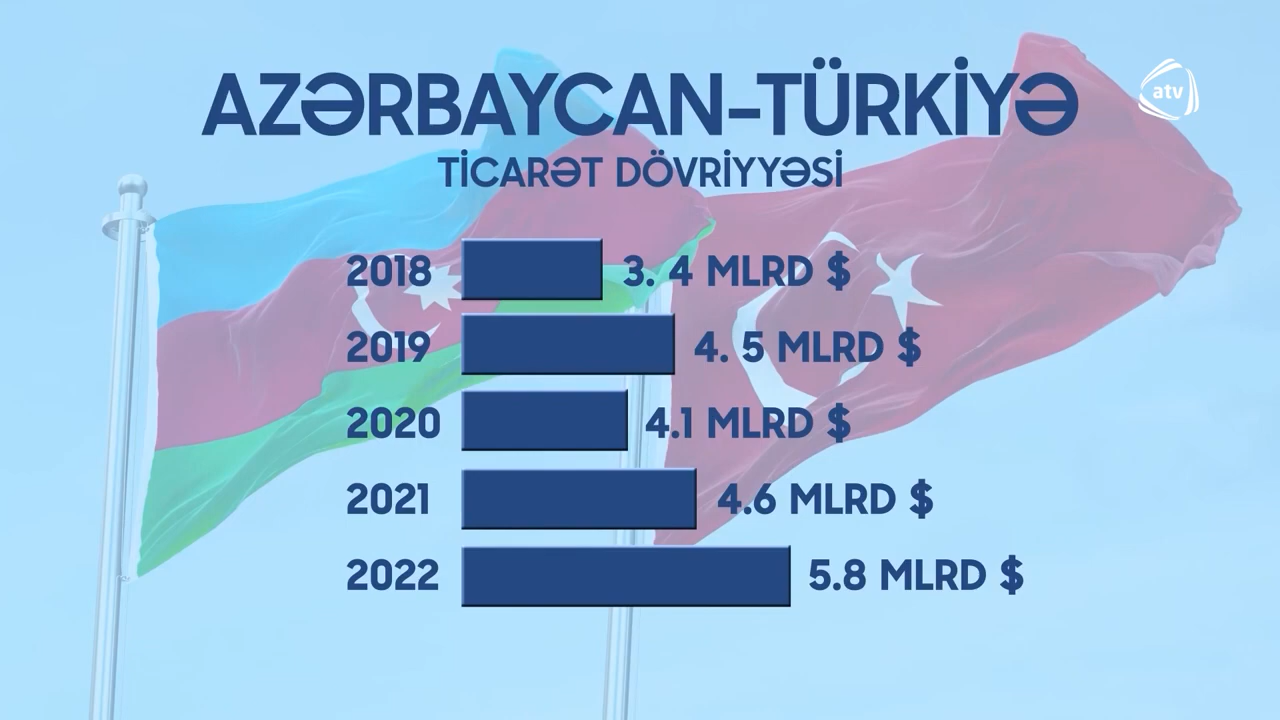 AZƏRBAYCAN-TÜRKİYƏ
atv
TİCARƏT DÖVRİYYƏSİ
2018 3. 4 MLRD $
2019 4. 5 MLRD $
2020 4.1 MLRD $
2021 4.6 MLRD $
2022 5.8 MLRD $